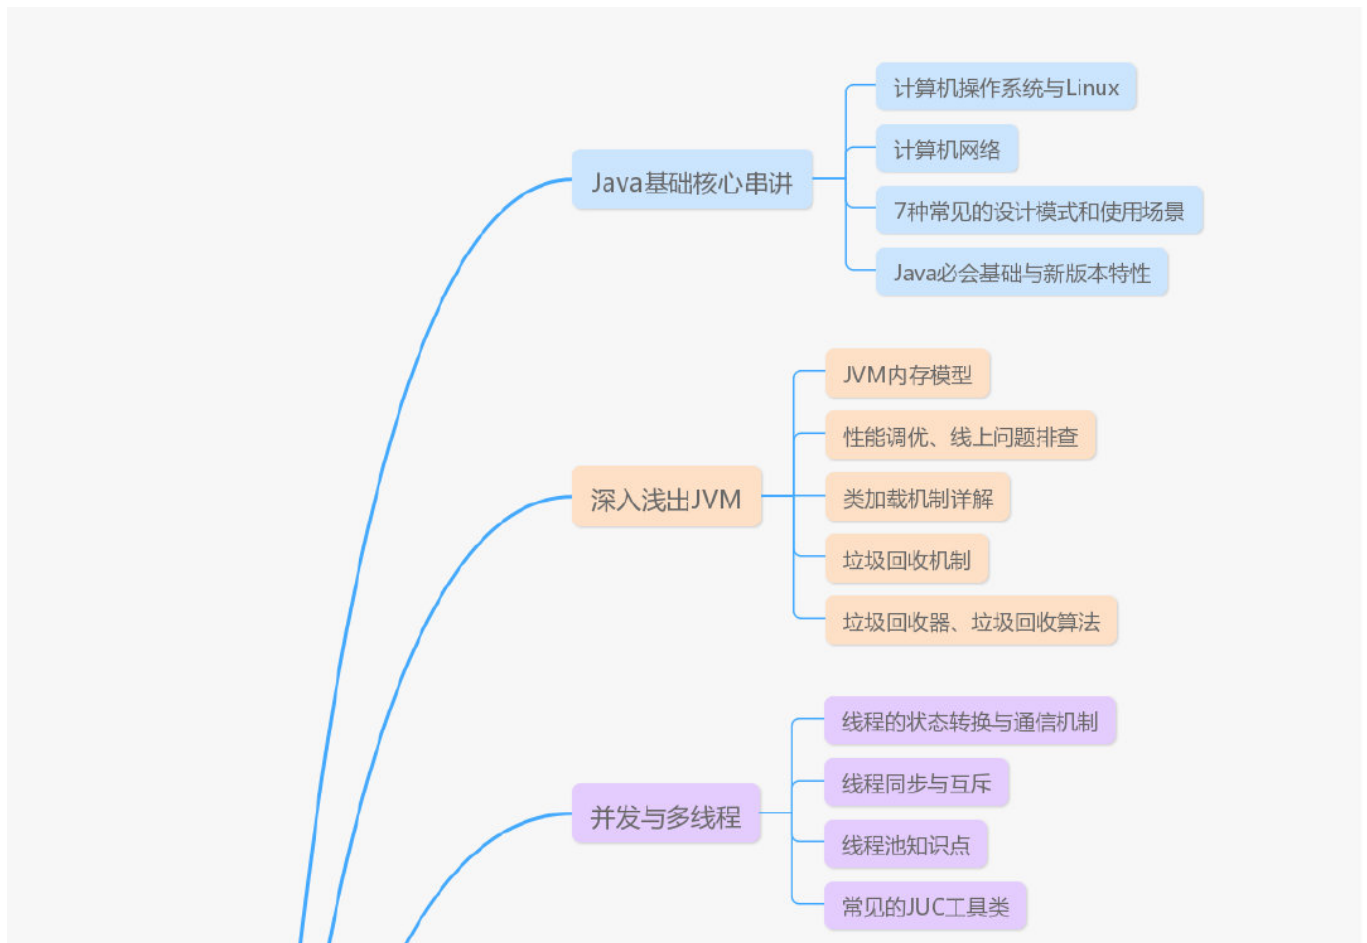 Java基础核心串讲
计算机操作系统与Linux
计算机网络
7种常见的设计模式和使用场景
Java必会基础与新版本特性
深入浅出JVM
JVM内存模型
性能调优、线上问题排查
类加载机制详解
垃圾回收机制
垃圾回收器、垃圾回收算法
并发与多线程
线程的状态转换与通信机制
线程同步与互斥
线程池知识点
常见的JUC工具类